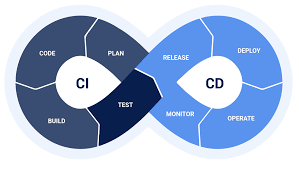 CODE
PLAN
RELEASE
DEPLOY
CI
CD
BUILD
TEST
MONITOR
OPERATE